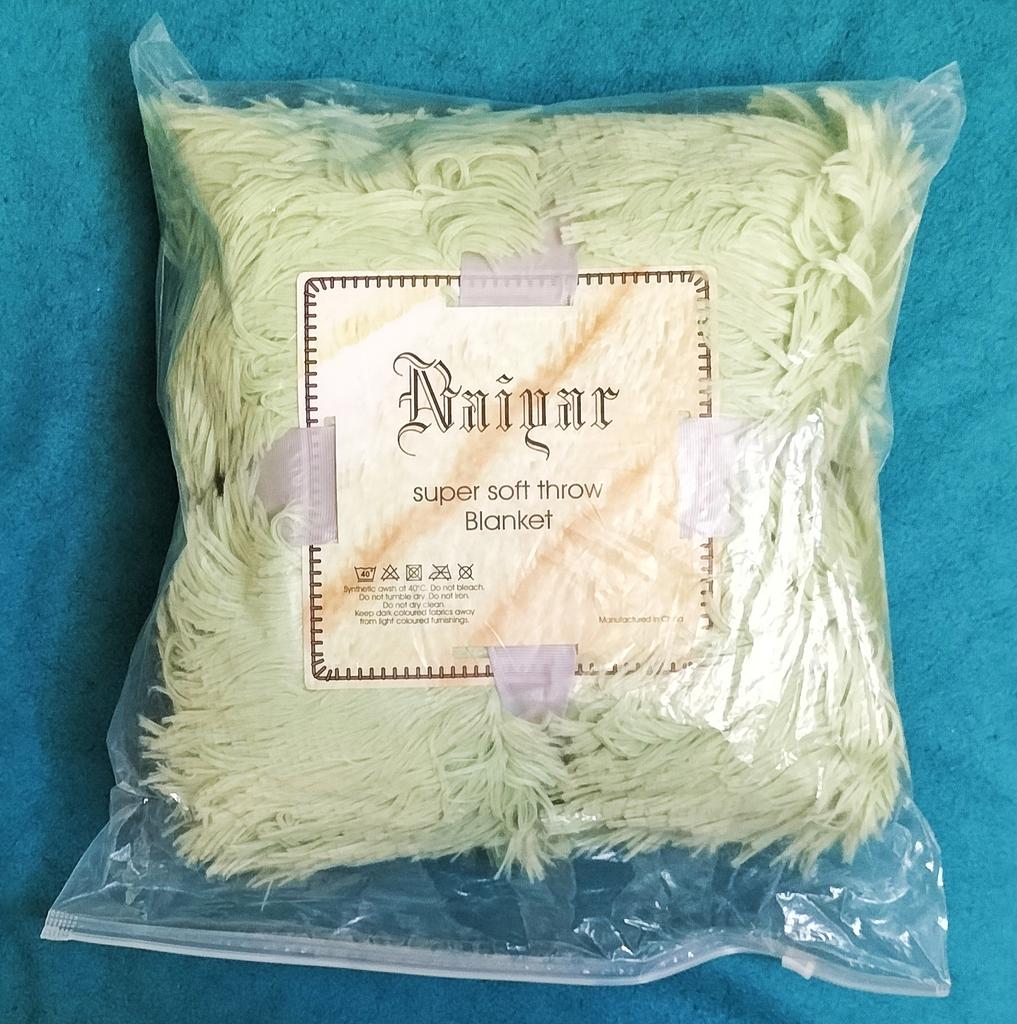 Naiyar
super soft throw
Blanket
40°
Synthetic awsh at 40°C. Do not bleach.
Do not tumble dry. Do not iron.
Do not dry clean.
Keep dark coloured fabrics away
from light coloured furnishings.
Manufactured in China